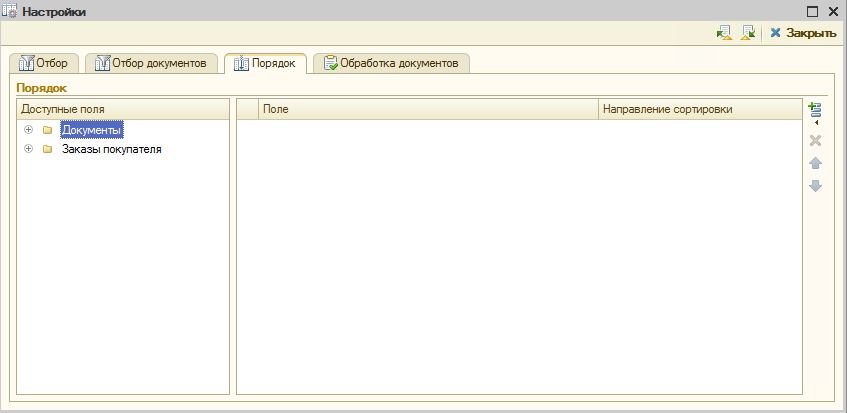 Настройки
Закрыть
Отбор Отбор документов Порядок Обработка документов
Порядок
Доступные поля Поле Направление сортировки
Документы
Заказы покупателя